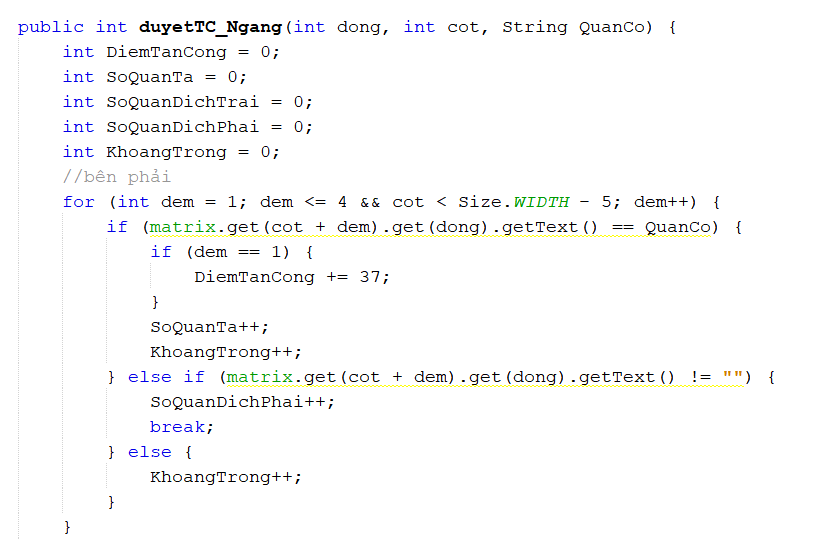 public int duyetTC_Ngang(int dong, int cot, String QuanCo) {
    int DiemTanCong = 0;
    int SoQuanTa = 0;
    int SoQuanDichTrai = 0;
    int SoQuanDichPhai = 0;
    int KhoangTrong = 0;
    //bên phải
    for (int dem = 1; dem <= 4 && cot < Size.WIDTH - 5; dem++) {
        if (matrix.get(cot + dem).get(dong).getText() == QuanCo) {
            if (dem == 1) {
                DiemTanCong += 37;
            }
            SoQuanTa++;
            KhoangTrong++;
        } else if (matrix.get(cot + dem).get(dong).getText() != "") {
            SoQuanDichPhai++;
            break;
        } else {
            KhoangTrong++;
        }
    }